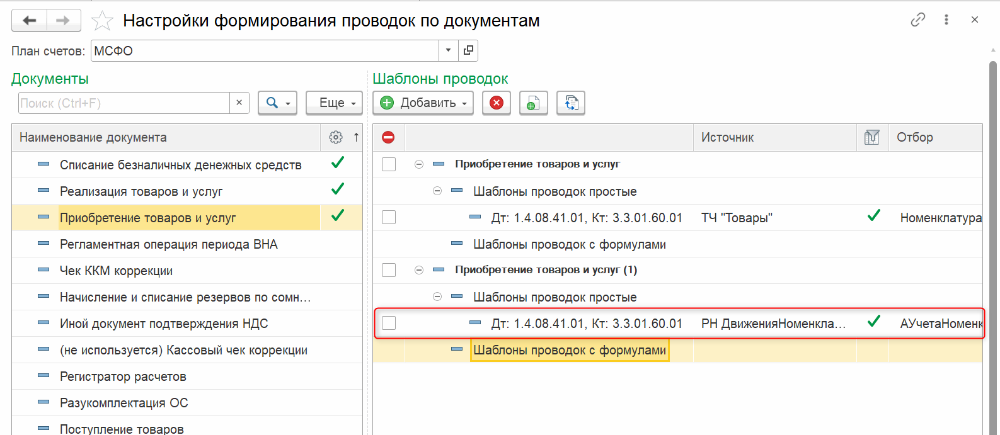 Настройки формирования проводок по документам
План счетов: МСФО
Документы
Поиск (Ctrl+F)
Еще
Наименование документа
Списание безналичных денежных средств
Реализация товаров и услуг
Приобретение товаров и услуг
Регламентная операция периода ВНА
Чек ККМ коррекции
Начисление и списание резервов по сомн...
Иной документ подтверждения НДС
(не используется) Кассовый чек коррекции
Регистратор расчетов
Разукомплектация ОС
Поступление товаров
Шаблоны проводок
Добавить
Источник Отбор
Приобретение товаров и услуг
Шаблоны проводок простые
Дт: 1.4.08.41.01, Кт: 3.3.01.60.01 ТЧ "Товары" Номенклатура
Шаблоны проводок с формулами
Приобретение товаров и услуг (1)
Шаблоны проводок простые
Дт: 1.4.08.41.01, Кт: 3.3.01.60.01 РН ДвиженияНоменкла... АУчетаНоменк
Шаблоны проводок с формулами